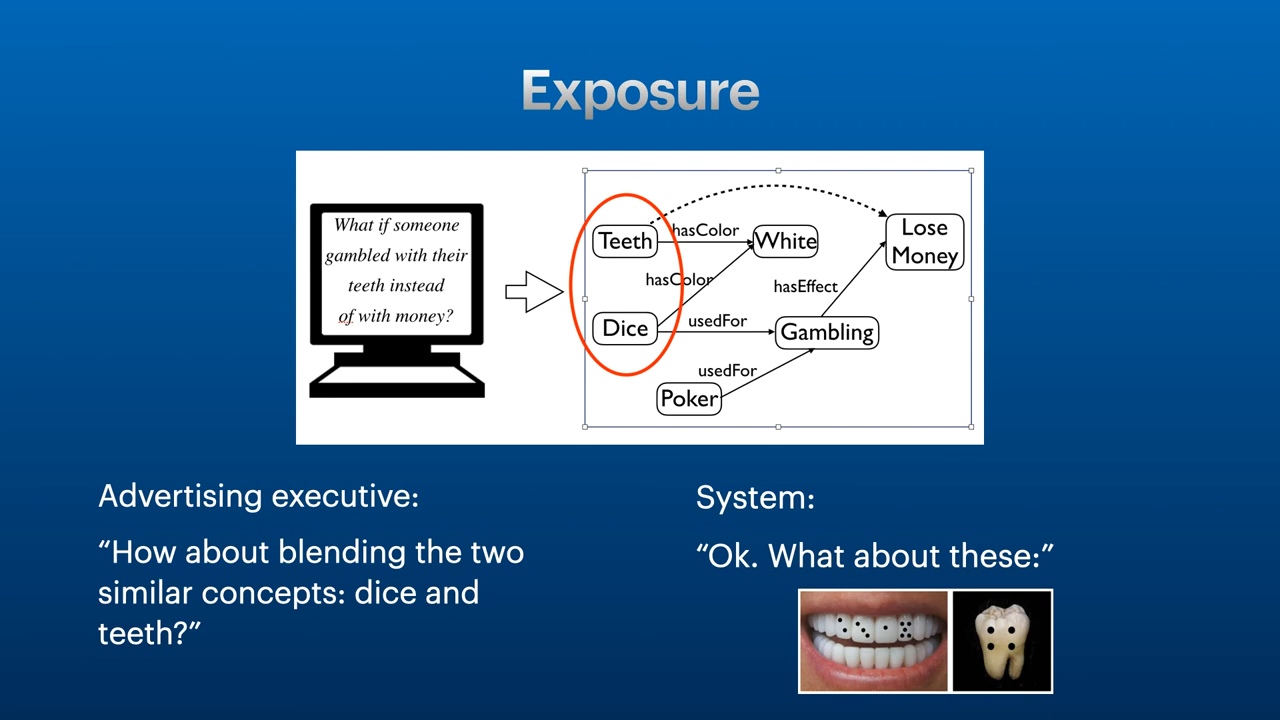 Exposure
What if someone
gambled with their
teeth instead
of with money?
Teeth
hasColor
White
Lose
Money
hasColor
hasEffect
Dice
usedFor
Gambling
usedFor
Poker
Advertising executive:
“How about blending the two
similar concepts: dice and
teeth?”
System:
“Ok. What about these:”